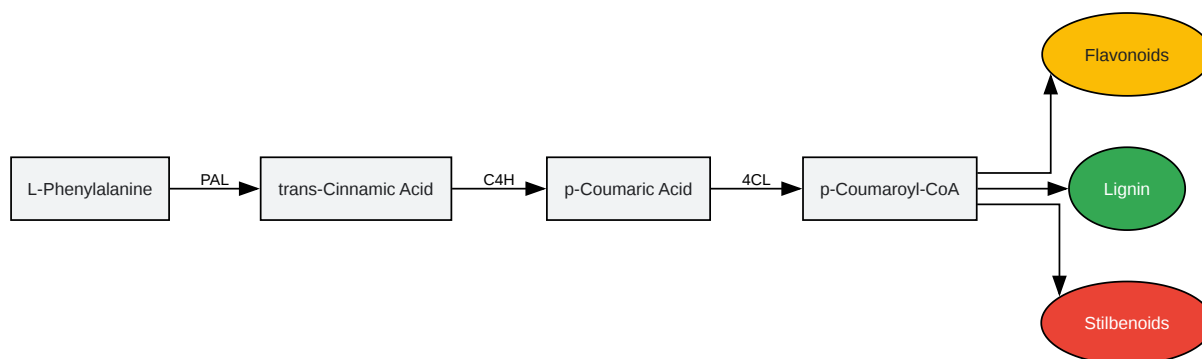 Flavonoids
L-Phenylalanine
PAL
trans-Cinnamic Acid
C4H
p-Coumaric Acid
4CL
p-Coumaroyl-CoA
Lignin
Stilbenoids